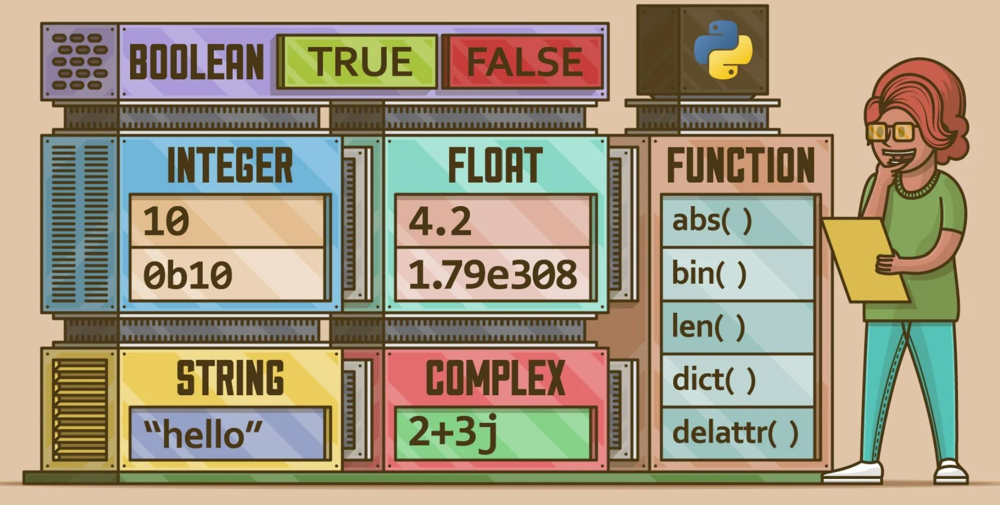 BOOLEAN TRUE FALSE
INTEGER
10
0b10
FLOAT
4.2
1.79e308
FUNCTION
abs( )
bin( )
len( )
dict( )
delattr( )
STRING
“hello”
COMPLEX
2+3j